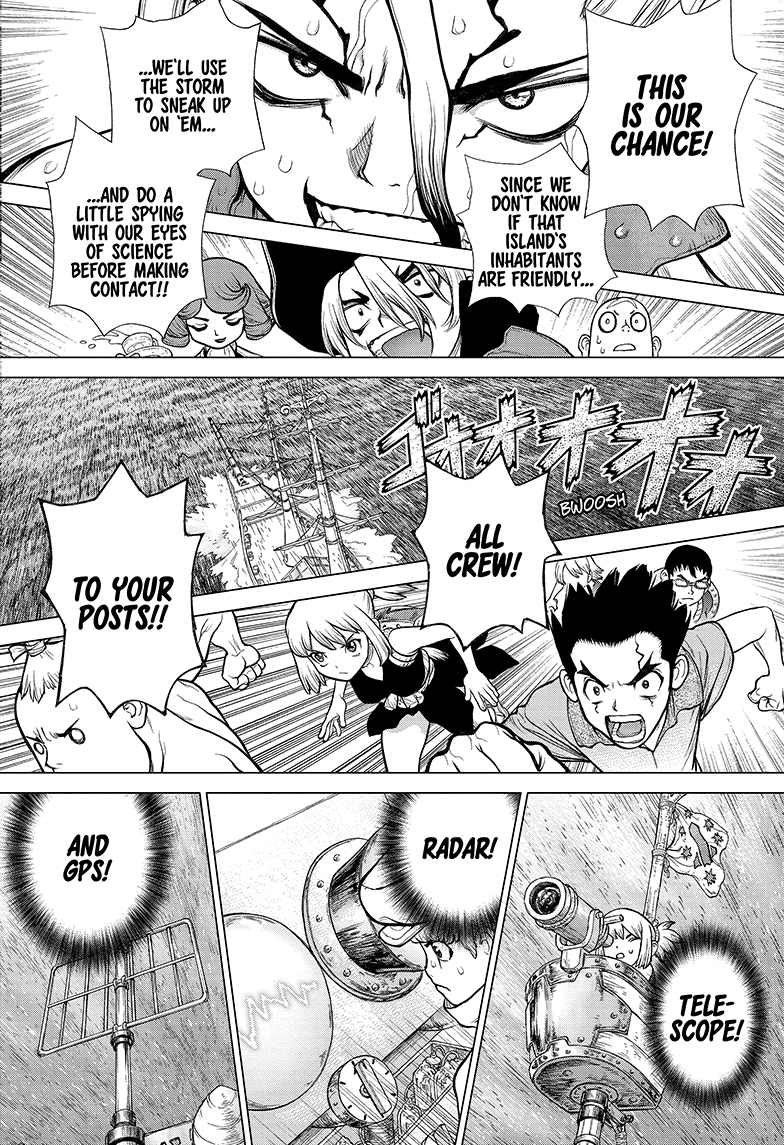 THIS
IS OUR
CHANCE!
SINCE WE
DON'T KNOW
IF THAT
ISLAND'S
INHABITANTS
ARE FRIENDLY...
...WE'LL USE
THE STORM
TO SNEAK UP
ON 'EM...
...AND DO A
LITTLE SPYING
WITH OUR EYES
OF SCIENCE
BEFORE MAKING
CONTACT!!
ゴォオオオオ
BWOOSH
ALL
CREW!
TO YOUR
POSTS!!
TELE-
SCOPE!
RADAR!
AND
GPS!